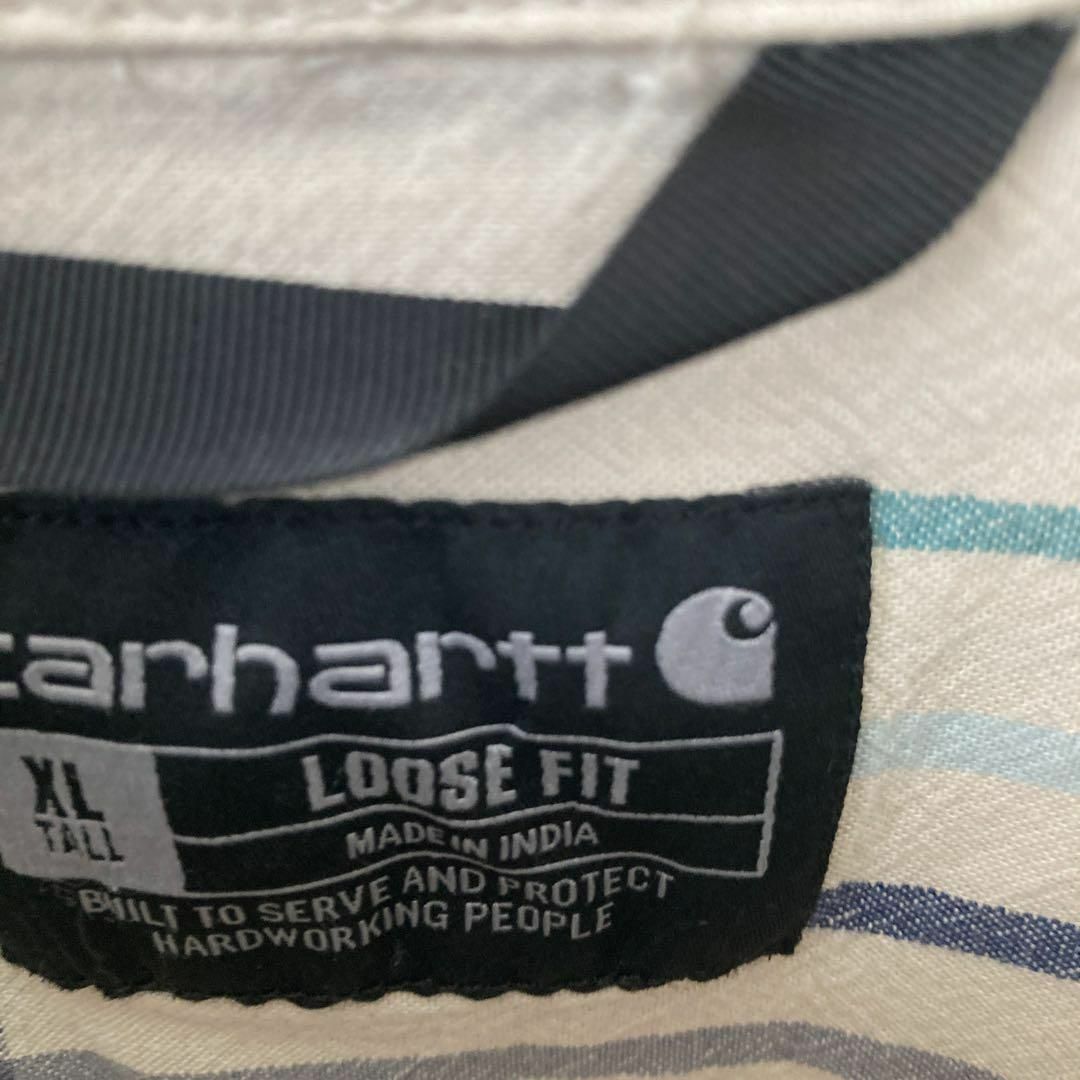 carhartt
XL
TALL
LOOSE FIT
MADE IN INDIA
BUILT TO SERVE AND PROTECT
HARDWORKING PEOPLE